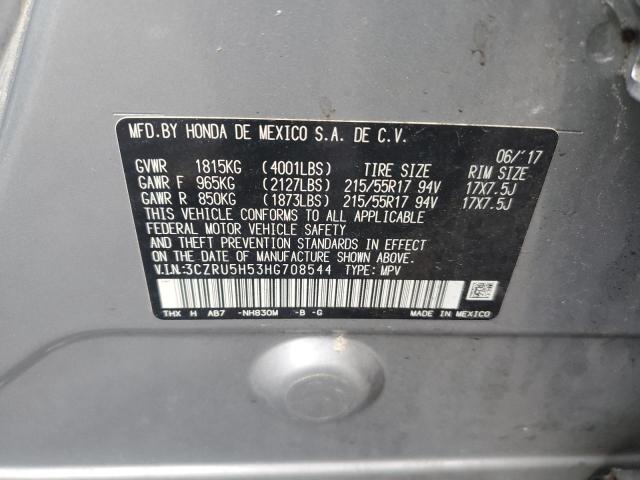 MFD.BY HONDA DE MEXICO S.A. DE C.V.
06/'17
GVWR 1815KG (4001LBS) TIRE SIZE RIM SIZE
GAWR F 965KG (2127LBS) 215/55R17 94V 17X7.5J
GAWR R 850KG (1873LBS) 215/55R17 94V 17X7.5J
THIS VEHICLE CONFORMS TO ALL APPLICABLE
FEDERAL MOTOR VEHICLE SAFETY
AND THEFT PREVENTION STANDARDS IN EFFECT
ON THE DATE OF MANUFACTURE SHOWN ABOVE.
V.I.N:3CZRU5H53HG708544 TYPE: MPV
THX H AB7 -NH830M -B -G MADE IN MEXICO